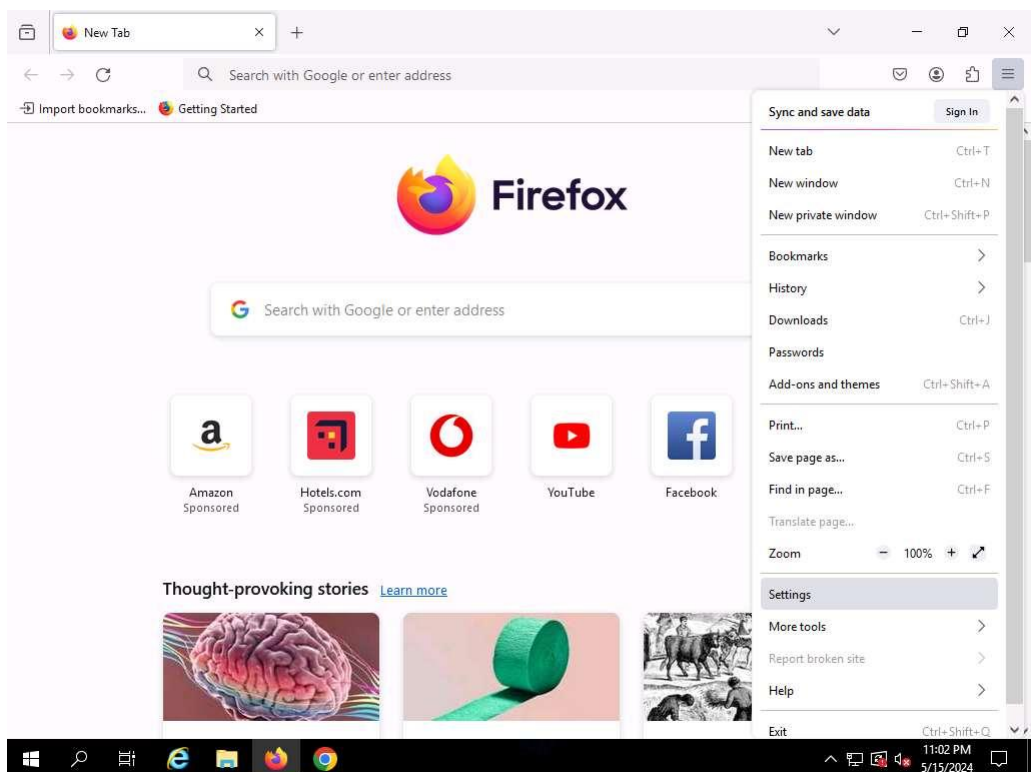 New Tab
Search with Google or enter address
Import bookmarks... Getting Started
Firefox
Search with Google or enter address
a
Amazon
Sponsored
Hotels.com
Sponsored
Vodafone
Sponsored
YouTube
Facebook
Thought-provoking stories Learn more
Sync and save data Sign In
New tab Ctrl+T
New window Ctrl+N
New private window Ctrl+Shift+P
Bookmarks
History
Downloads Ctrl+J
Passwords
Add-ons and themes Ctrl+Shift+A
Print... Ctrl+P
Save page as... Ctrl+S
Find in page... Ctrl+F
Translate page...
Zoom − 100% +
Settings
More tools
Report broken site
Help
Exit Ctrl+Shift+Q
11:02 PM
5/15/2024